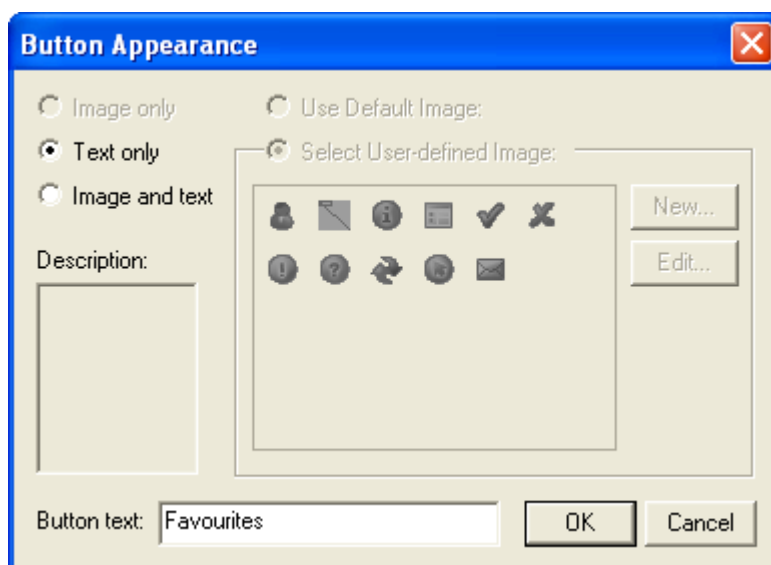 Button Appearance
Image only
Use Default Image:
Text only
Select User-defined Image:
Image and text
New...
Description:
Edit...
Button text: Favourites
OK
Cancel